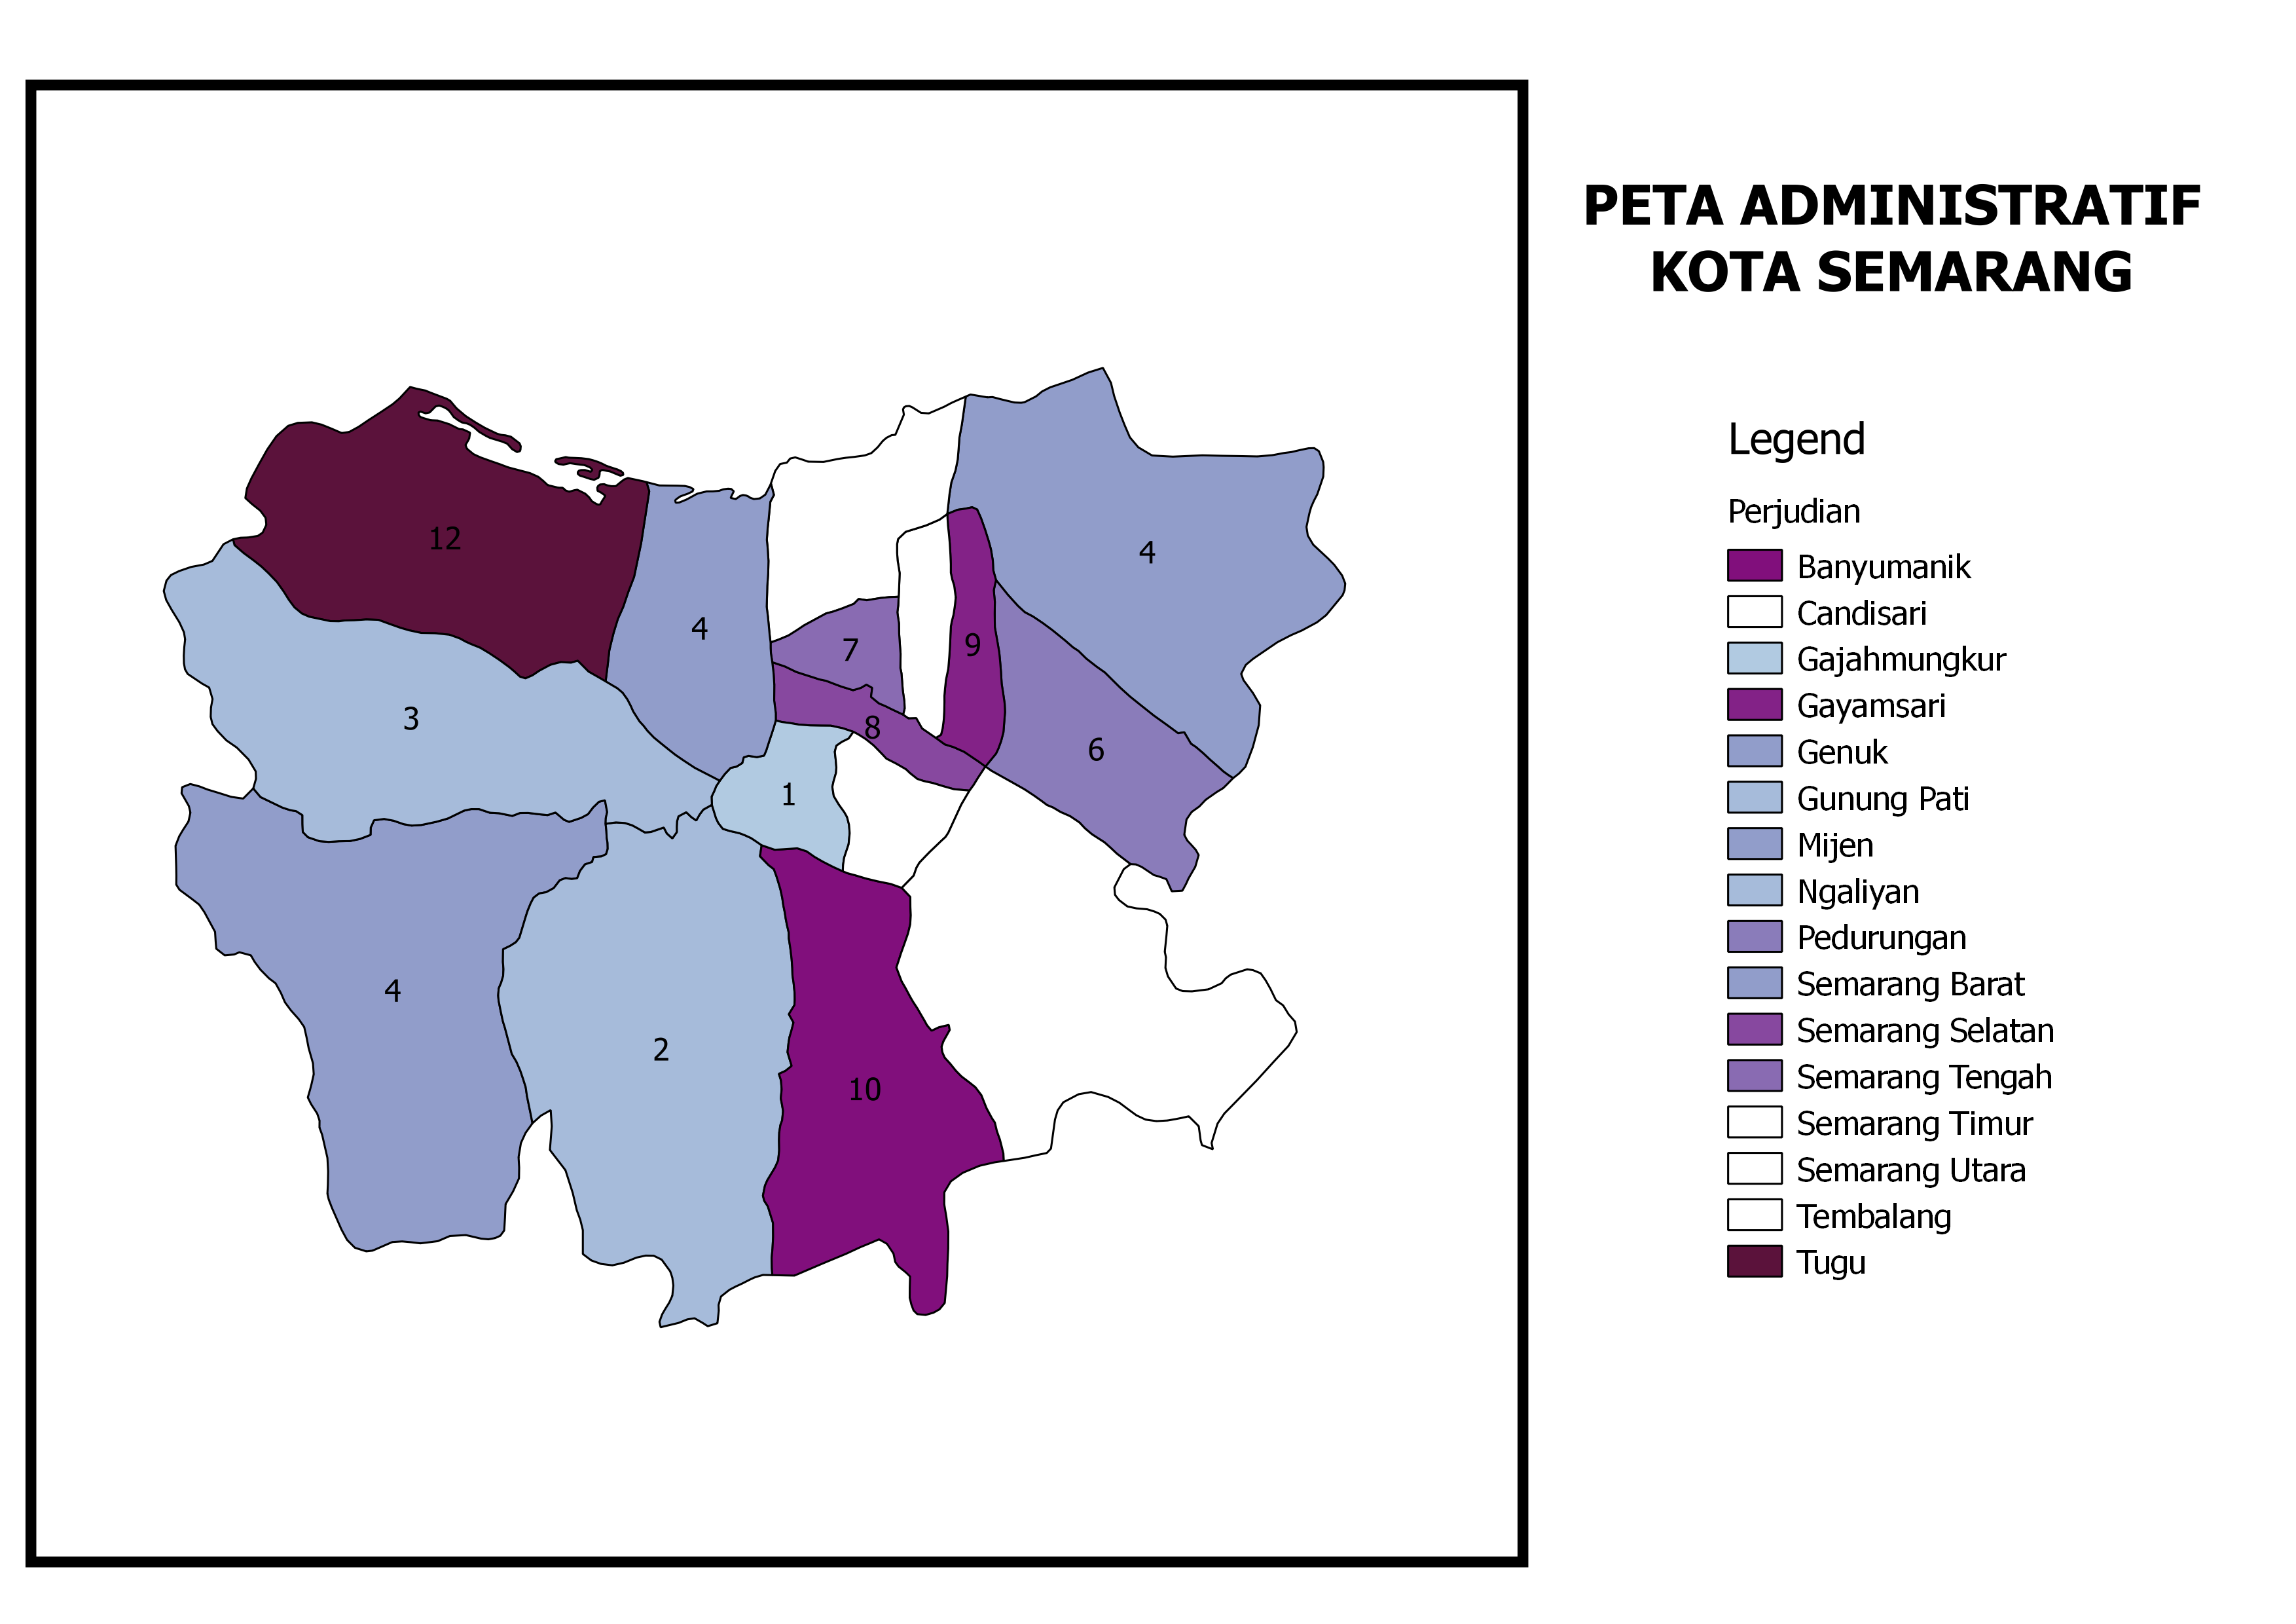 PETA ADMINISTRATIF
KOTA SEMARANG
Legend
Perjudian
Banyumanik
Candisari
Gajahmungkur
Gayamsari
Genuk
Gunung Pati
Mijen
Ngaliyan
Pedurungan
Semarang Barat
Semarang Selatan
Semarang Tengah
Semarang Timur
Semarang Utara
Tembalang
Tugu
12
4
4
7
9
3
8
6
1
4
2
10